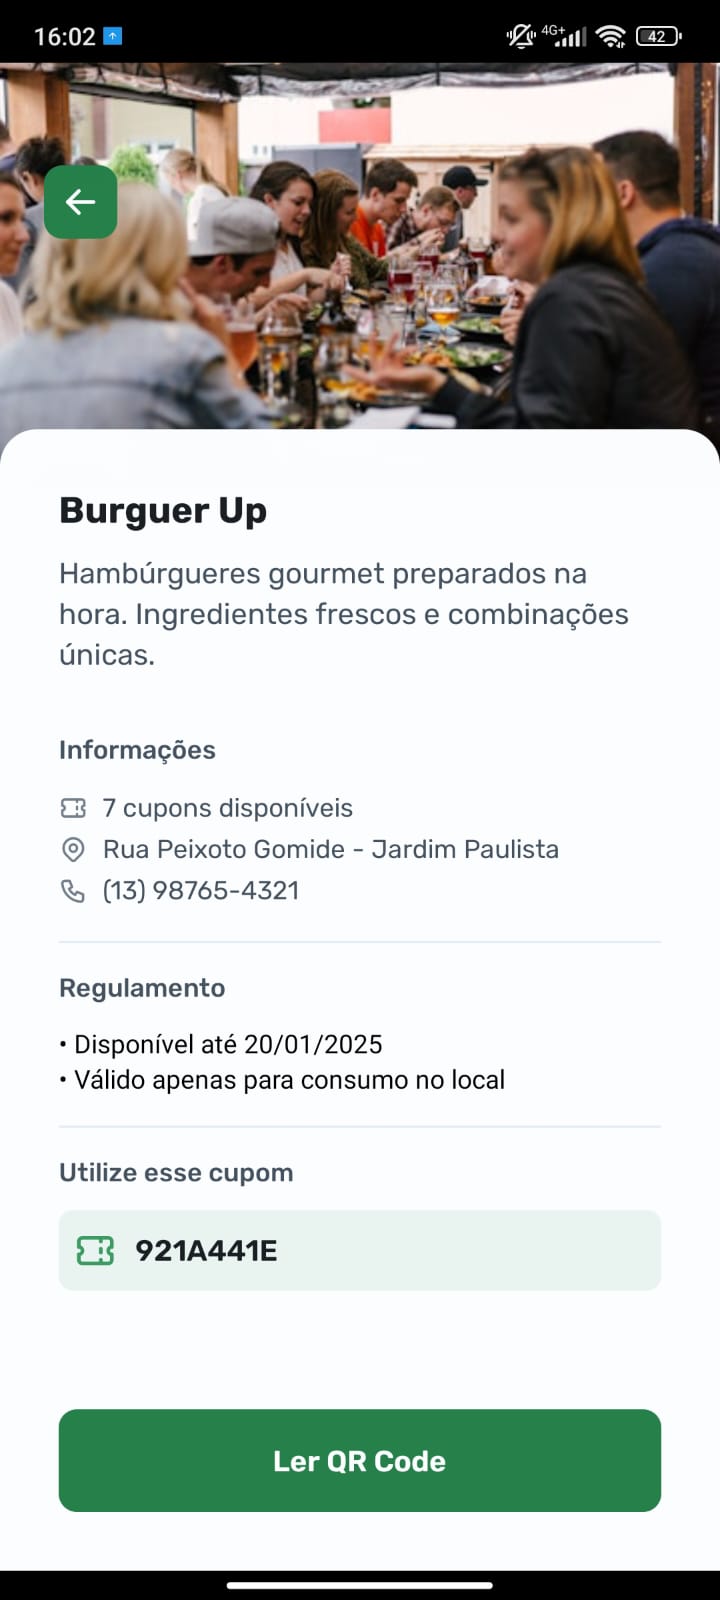 16:02
4G+
42
Burguer Up
Hambúrgueres gourmet preparados na
hora. Ingredientes frescos e combinações
únicas.
Informações
7 cupons disponíveis
Rua Peixoto Gomide - Jardim Paulista
(13) 98765-4321
Regulamento
• Disponível até 20/01/2025
• Válido apenas para consumo no local
Utilize esse cupom
921A441E
Ler QR Code